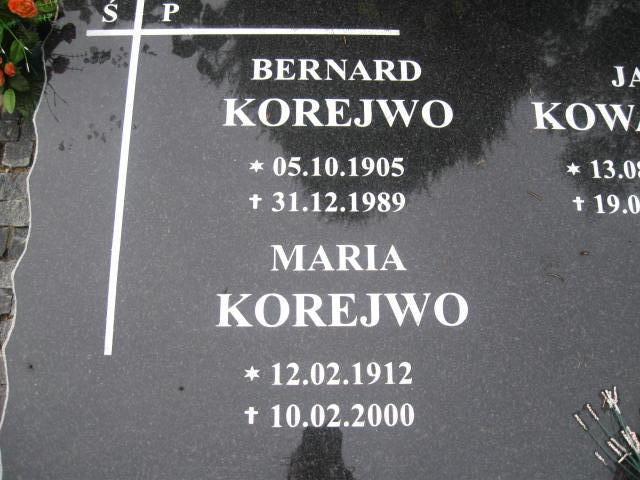 Ś P
BERNARD
KOREJWO
✶ 05.10.1905
✝ 31.12.1989
MARIA
KOREJWO
✶ 12.02.1912
✝ 10.02.2000